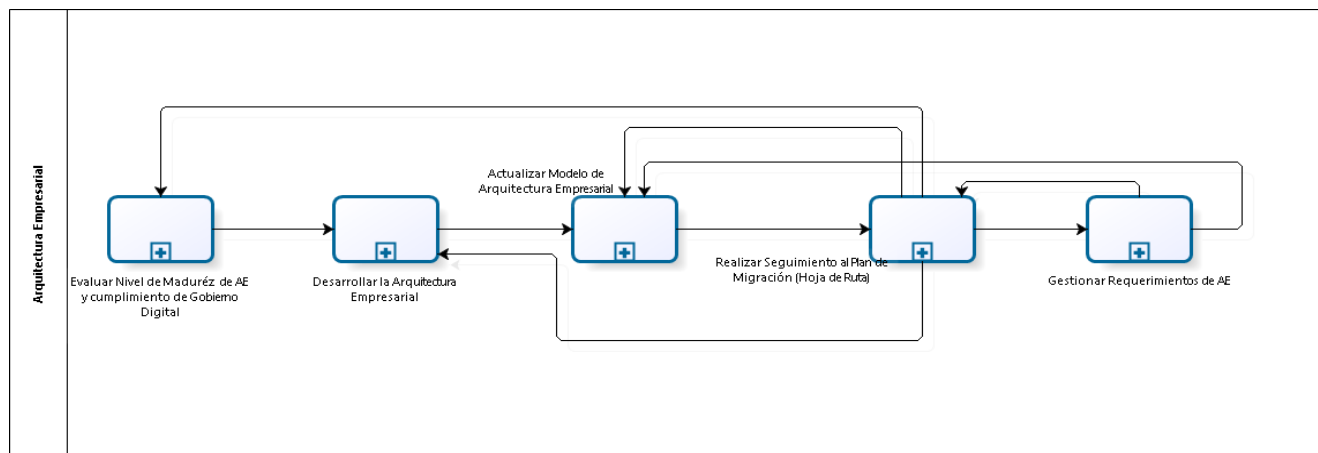 Arquitectura Empresarial
Actualizar Modelo de
Arquitectura Empresarial
Evaluar Nivel de Maduréz de AE
y cumplimiento de Gobierno
Digital
Desarrollar la Arquitectura
Empresarial
Realizar Seguimiento al Plan de
Migración (Hoja de Ruta)
Gestionar Requerimientos de AE